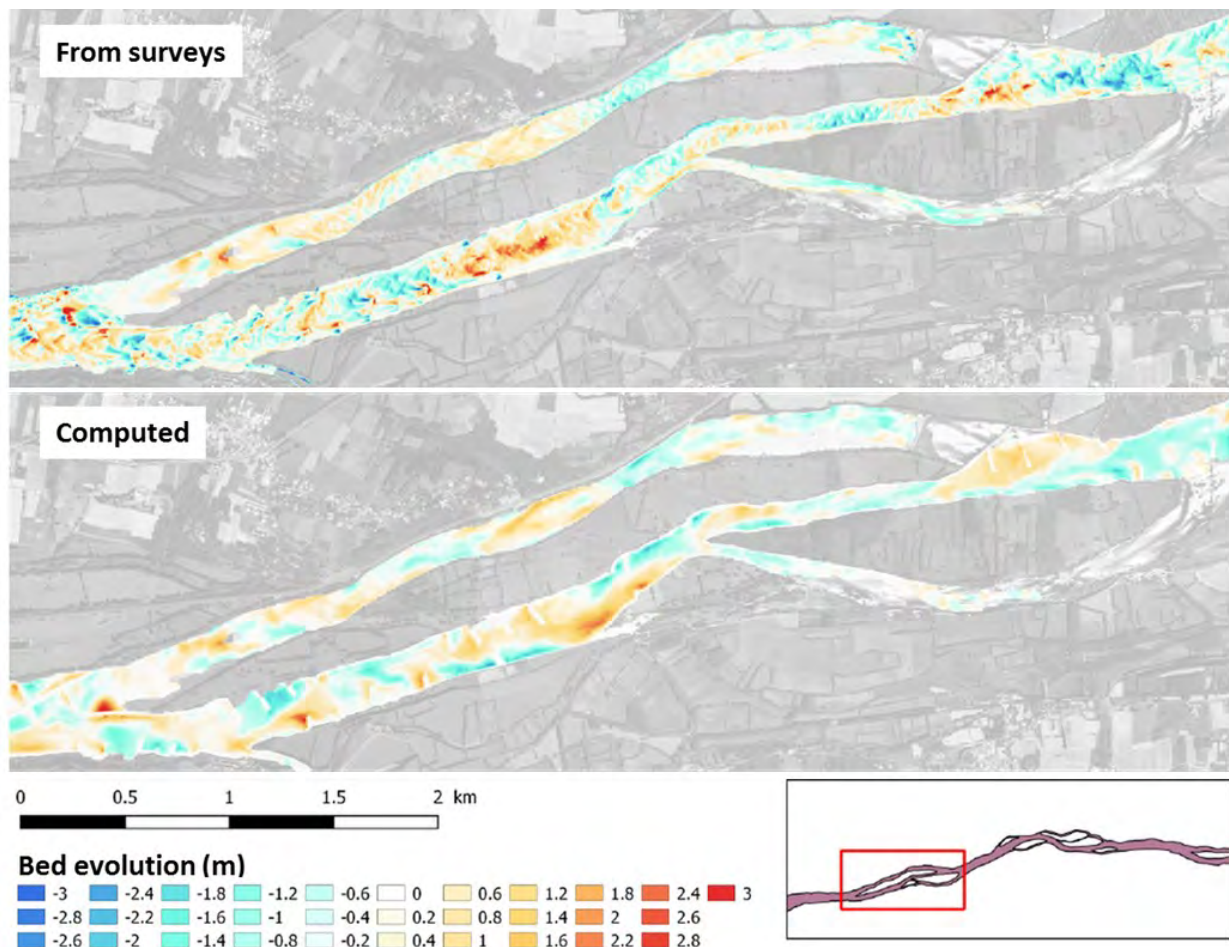 From surveys
Computed
0 0.5 1 1.5 2 km
Bed evolution (m)
-3 -2.4 -1.8 -1.2 -0.6 0 0.6 1.2 1.8 2.4 3
-2.8 -2.2 -1.6 -1 -0.4 0.2 0.8 1.4 2 2.6
-2.6 -2 -1.4 -0.8 -0.2 0.4 1 1.6 2.2 2.8